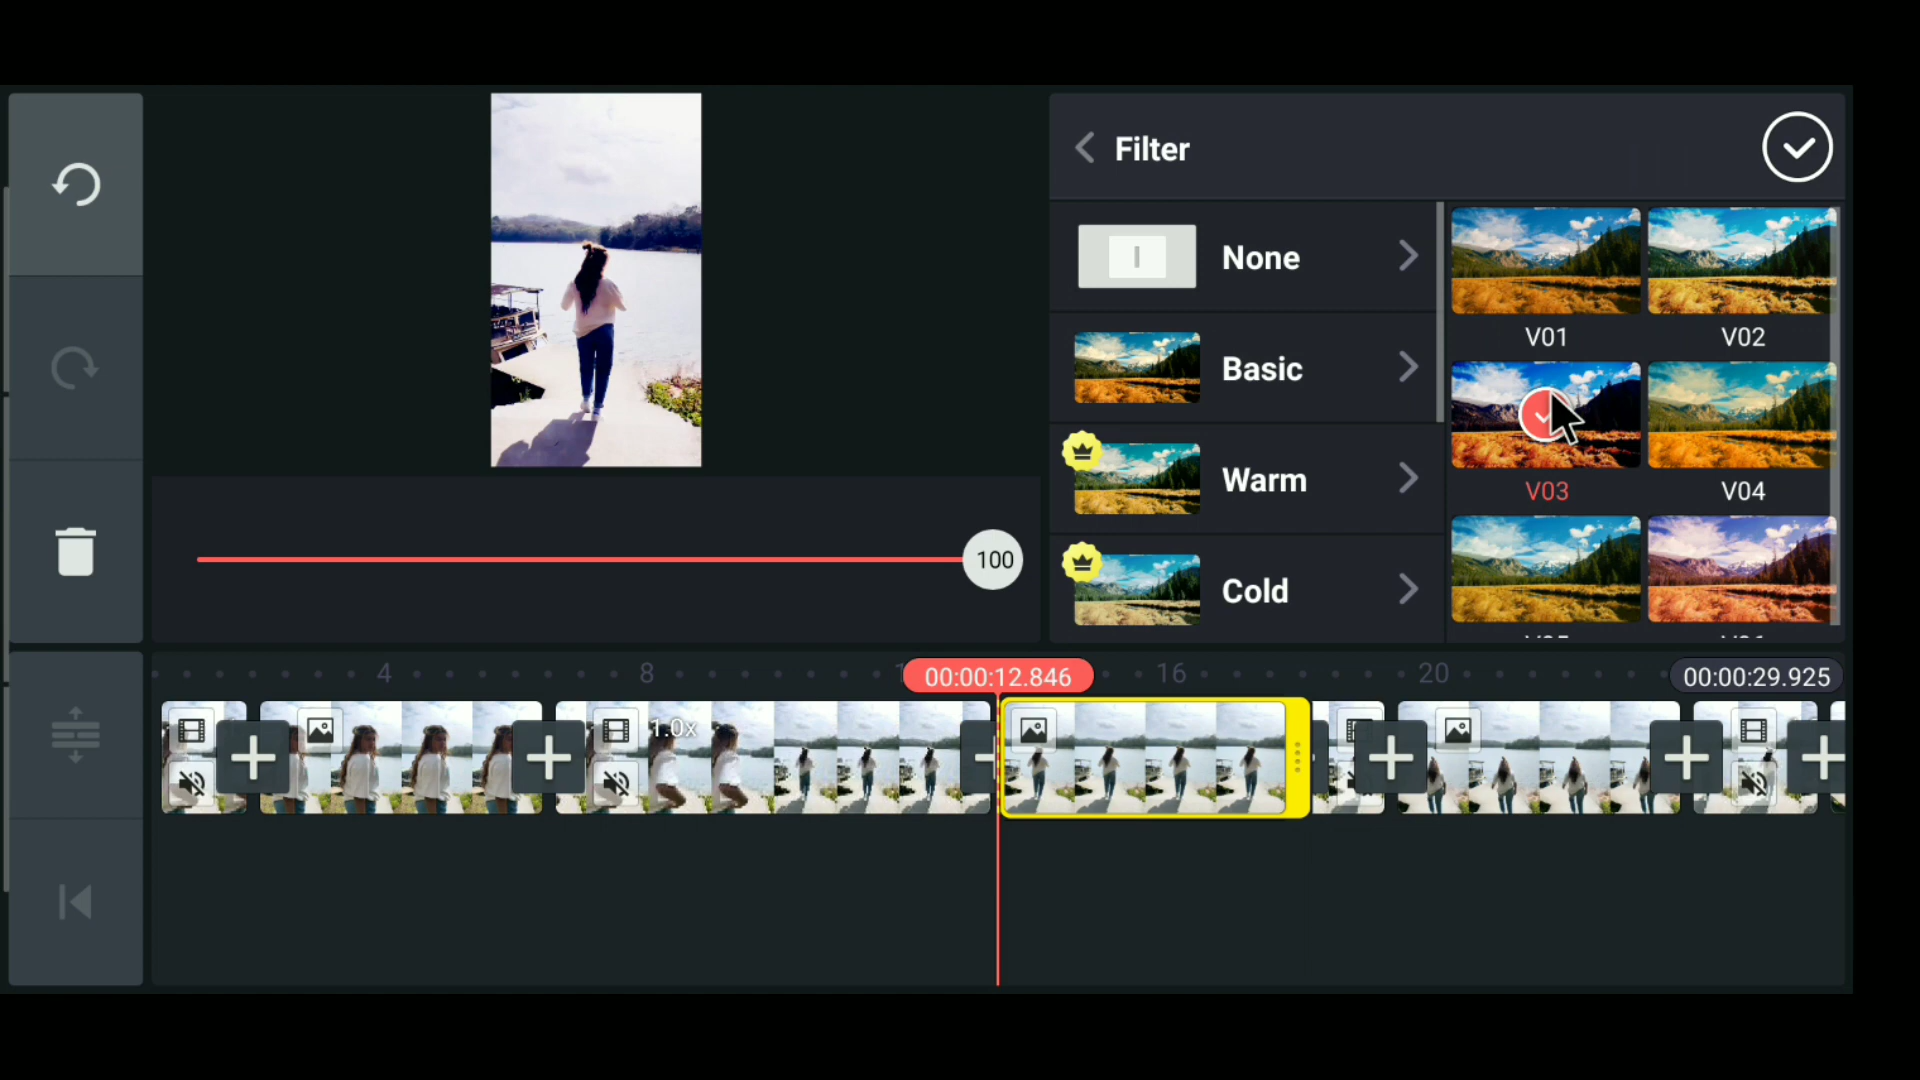 Filter
None
Basic
Warm
Cold
V01
V02
V03
V04
100
4
8
00:00:12.846
16
20
00:00:29.925
1.0x